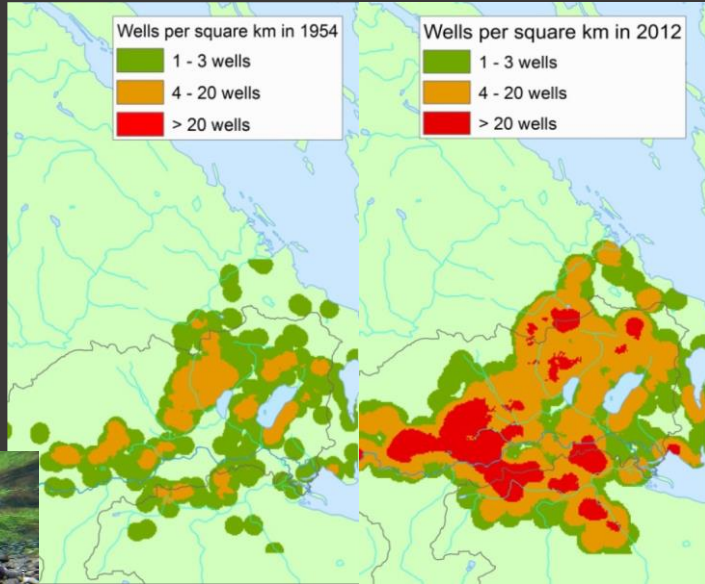 Wells per square km in 1954
1 - 3 wells
4 - 20 wells
> 20 wells
Wells per square km in 2012
1 - 3 wells
4 - 20 wells
> 20 wells